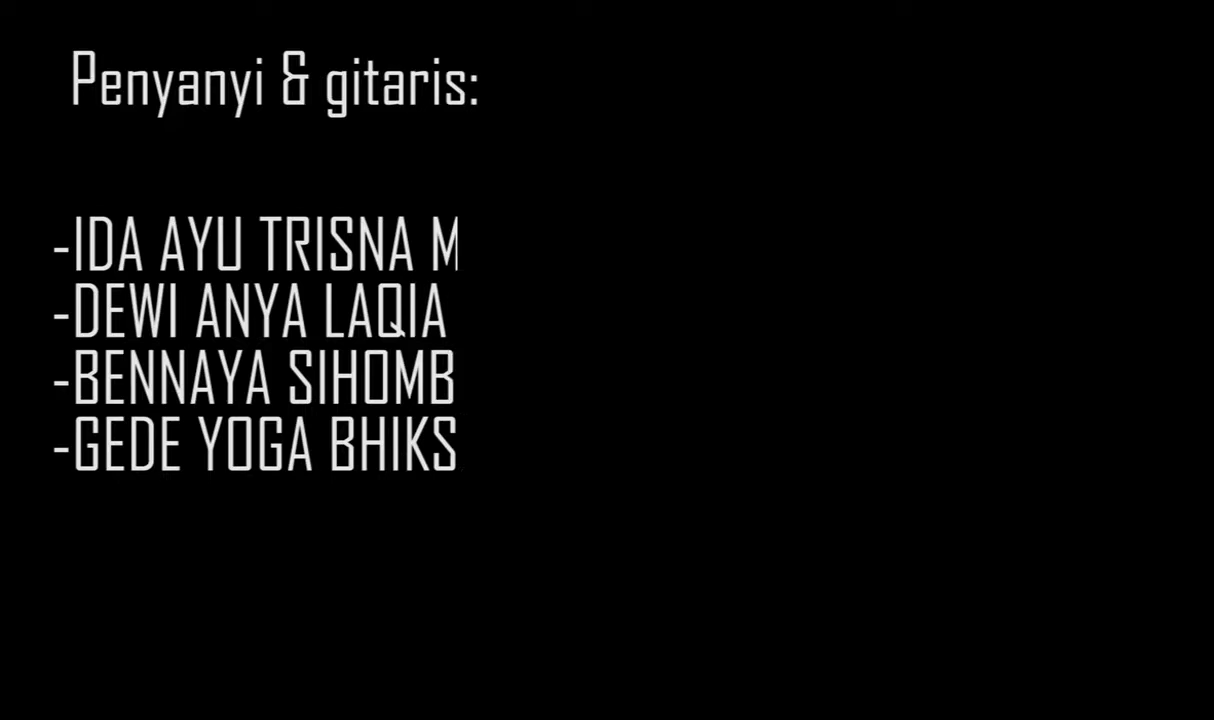 Penyanyi & gitaris:
-IDA AYU TRISNA M
-DEWI ANYA LAQIA
-BENNAYA SIHOMB
-GEDE YOGA BHIKS